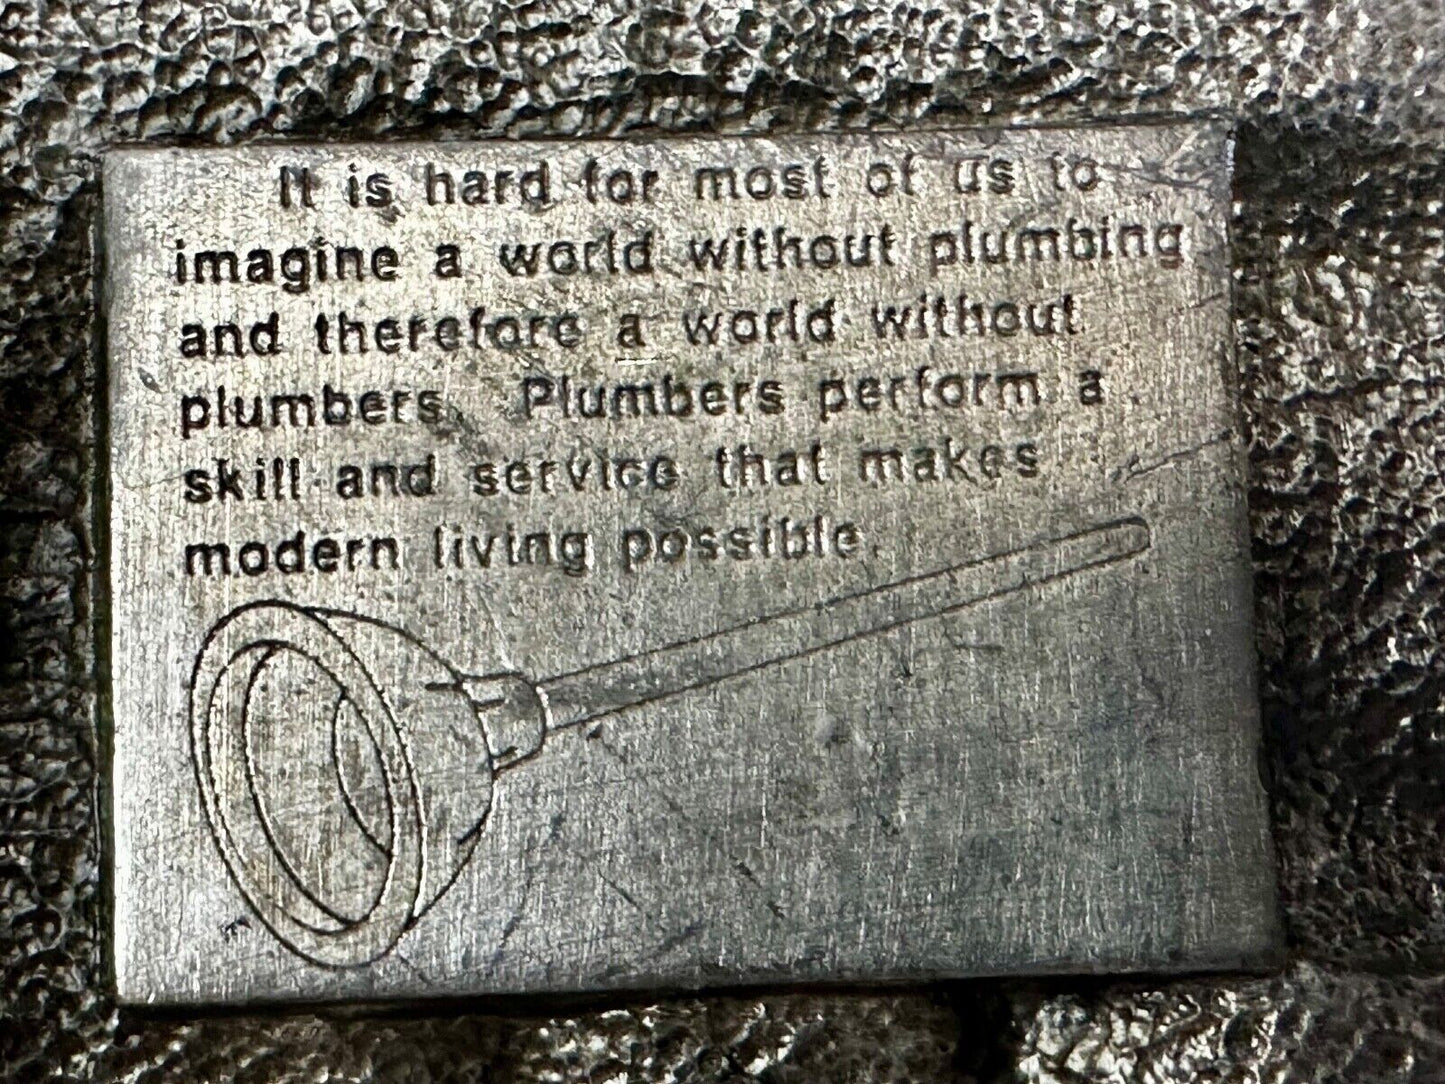 It is hard for most of us to
imagine a world without plumbing
and therefore a world without
plumbers. Plumbers perform a
skill and service that makes
modern living possible.